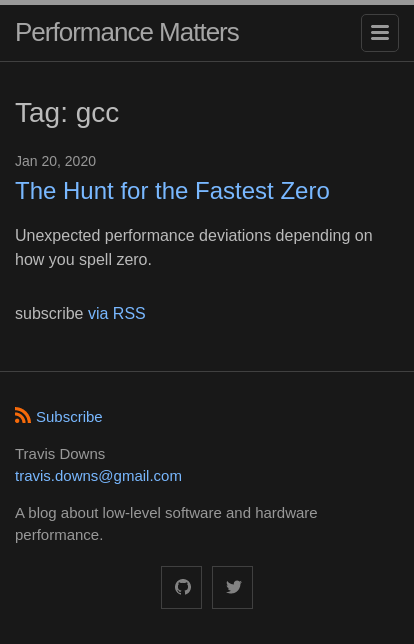 Performance Matters
Tag: gcc
Jan 20, 2020
The Hunt for the Fastest Zero
Unexpected performance deviations depending on
how you spell zero.
subscribe via RSS
Subscribe
Travis Downs
travis.downs@gmail.com
A blog about low-level software and hardware
performance.